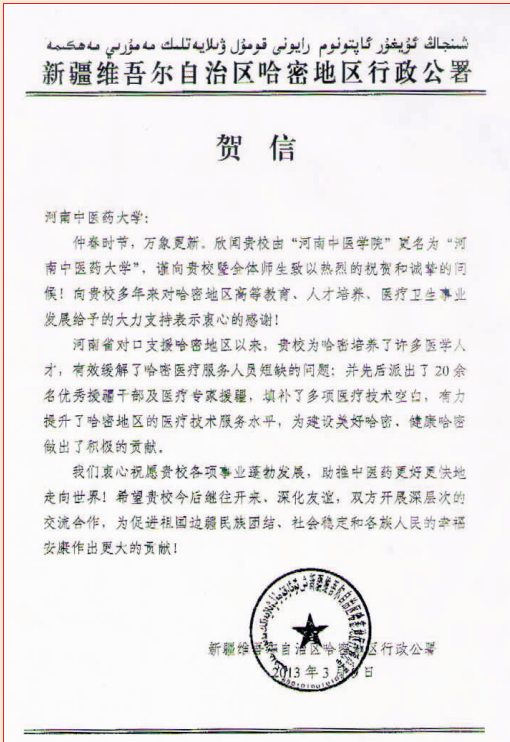 شىنجاڭ ئۇيغۇر ئاپتونوم رايونى قومۇل ۋىلايەتلىك مەمۇرىي مەھكىمە
新疆维吾尔自治区哈密地区行政公署
贺信
河南中医药大学：
仲春时节，万象更新。欣闻贵校由“河南中医学院”更名为“河
南中医药大学”，谨向贵校暨全体师生致以热烈的祝贺和诚挚的问
候！向贵校多年来对哈密地区高等教育、人才培养、医疗卫生事业
发展给予的大力支持表示衷心的感谢！
河南省对口支援哈密地区以来，贵校为哈密培养了许多医学人
才，有效缓解了哈密医疗服务人员短缺的问题；并先后派出了 20 余
名优秀援疆干部及医疗专家援疆，填补了多项医疗技术空白，有力
提升了哈密地区的医疗技术服务水平，为建设美好哈密、健康哈密
做出了积极的贡献。
我们衷心祝愿贵校各项事业蓬勃发展，助推中医药更好更快地
走向世界！希望贵校今后继往开来、深化友谊，双方开展深层次的
交流合作，为促进祖国边疆民族团结、社会稳定和各族人民的幸福
安康作出更大的贡献！
新疆维吾尔自治区哈密地区行政公署
2013 年 3 日